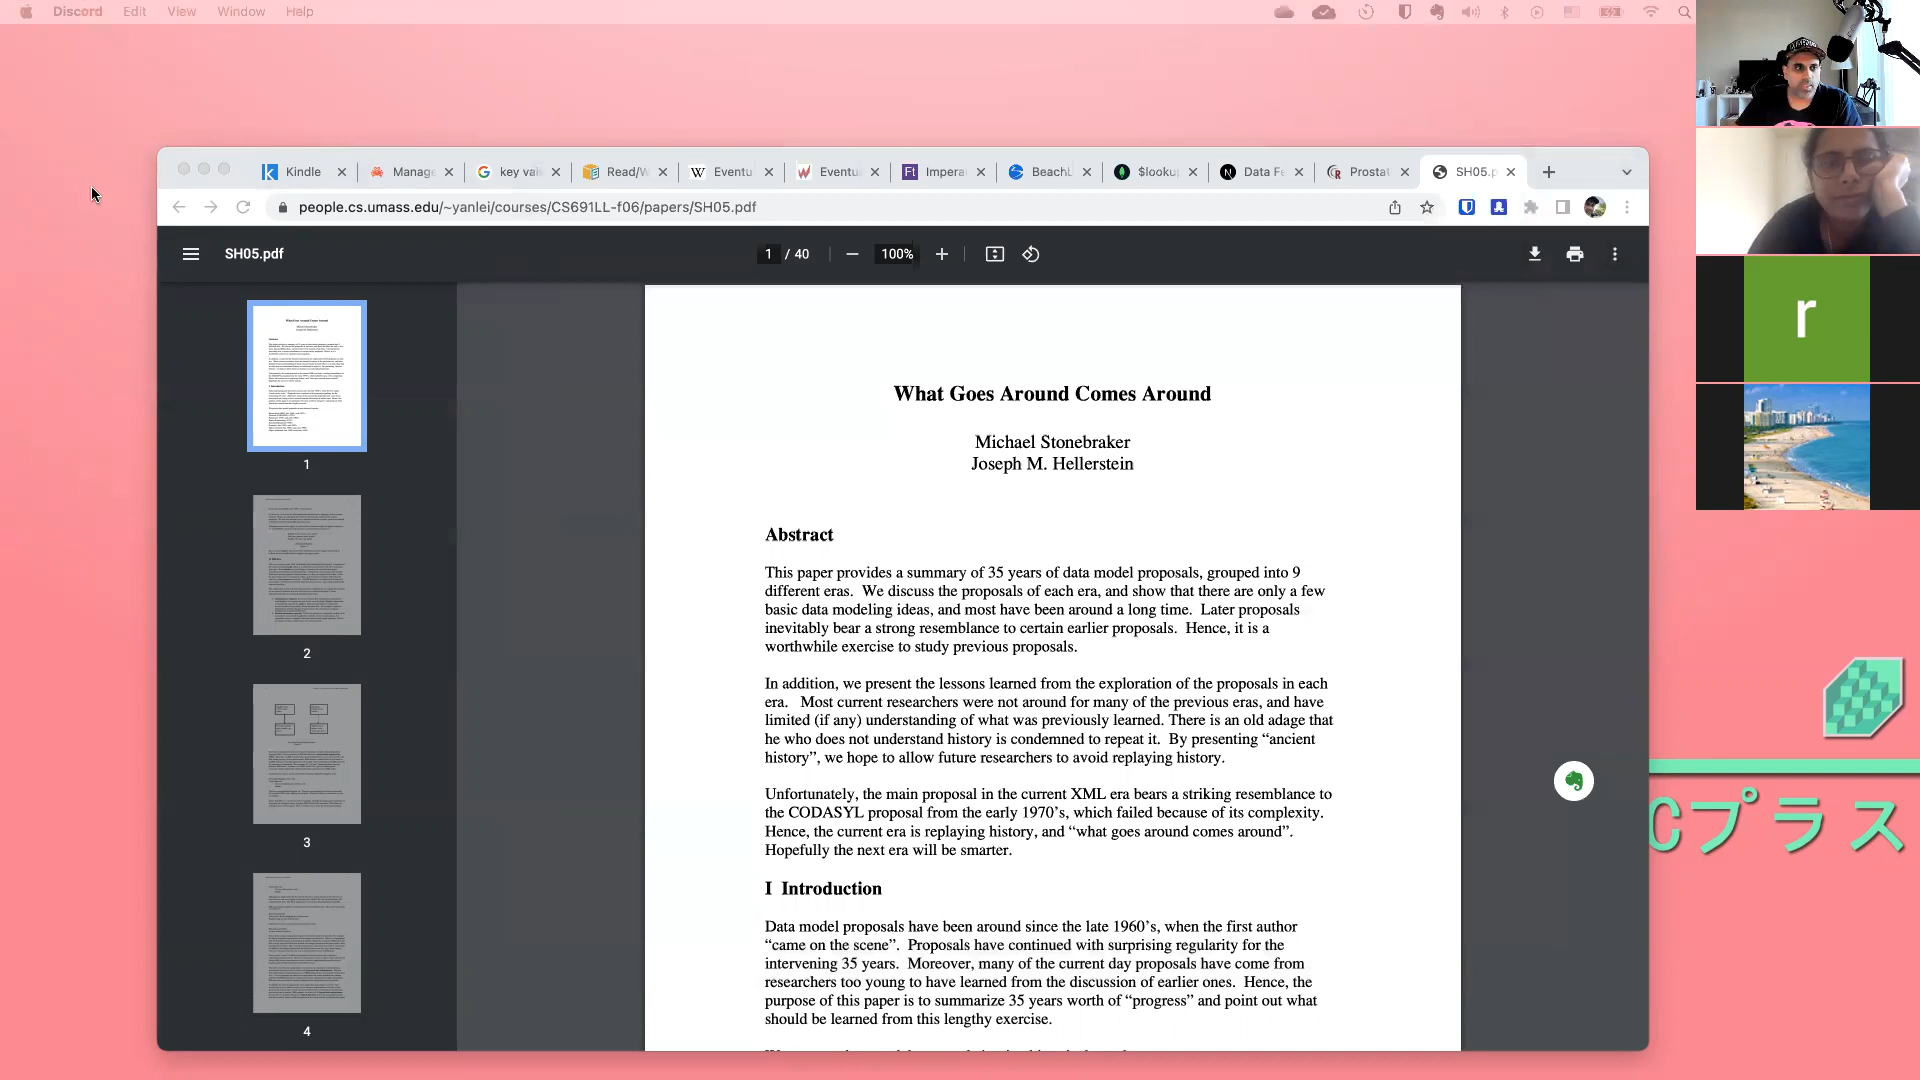 Discord Edit View Window Help
Kindle Manage key val Read/W Eventu Eventu Impera Beach $looku Data Fe Prostat SH05.p
people.cs.umass.edu/~yanlei/courses/CS691LL-f06/papers/SH05.pdf
SH05.pdf 1 / 40 100%
What Goes Around Comes Around
Michael Stonebraker
Joseph M. Hellerstein
Abstract
This paper provides a summary of 35 years of data model proposals, grouped into 9
different eras. We discuss the proposals of each era, and show that there are only a few
basic data modeling ideas, and most have been around a long time. Later proposals
inevitably bear a strong resemblance to certain earlier proposals. Hence, it is a
worthwhile exercise to study previous proposals.
In addition, we present the lessons learned from the exploration of the proposals in each
era. Most current researchers were not around for many of the previous eras, and have
limited (if any) understanding of what was previously learned. There is an old adage that
he who does not understand history is condemned to repeat it. By presenting “ancient
history”, we hope to allow future researchers to avoid replaying history.
Unfortunately, the main proposal in the current XML era bears a striking resemblance to
the CODASYL proposal from the early 1970’s, which failed because of its complexity.
Hence, the current era is replaying history, and “what goes around comes around”.
Hopefully the next era will be smarter.
I Introduction
Data model proposals have been around since the late 1960’s, when the first author
“came on the scene”. Proposals have continued with surprising regularity for the
intervening 35 years. Moreover, many of the current day proposals have come from
researchers too young to have learned from the discussion of earlier ones. Hence, the
purpose of this paper is to summarize 35 years worth of “progress” and point out what
should be learned from this lengthy exercise.
1
2
3
4
r
Cプラス